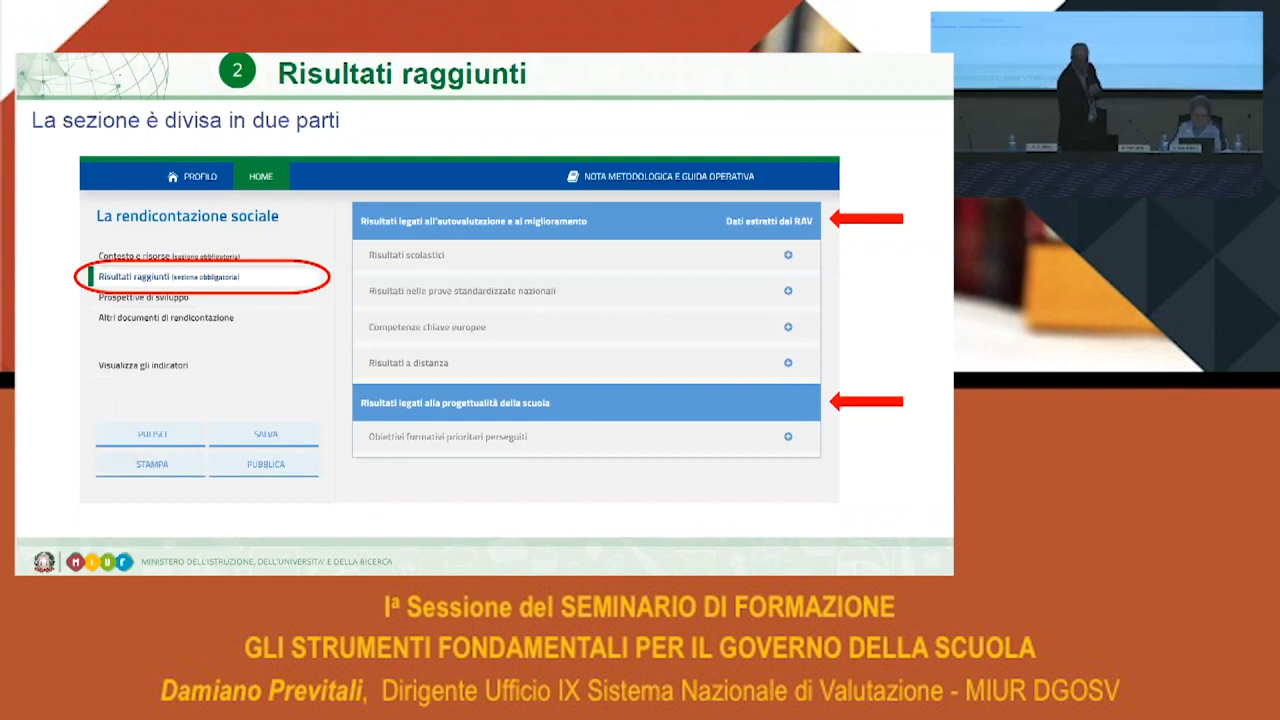 2 Risultati raggiunti
La sezione è divisa in due parti
PROFILO HOME NOTA METODOLOGICA E GUIDA OPERATIVA
La rendicontazione sociale
Contesto e risorse (sezione obbligatoria)
Risultati raggiunti (sezione obbligatoria)
Prospettive di sviluppo
Altri documenti di rendicontazione
Visualizza gli indicatori
PULISCI SALVA
STAMPA PUBBLICA
Risultati legati all'autovalutazione e al miglioramento Dati estratti dal RAV
Risultati scolastici
Risultati nelle prove standardizzate nazionali
Competenze chiave europee
Risultati a distanza
Risultati legati alla progettualità della scuola
Obiettivi formativi prioritari perseguiti
M I U R MINISTERO DELL'ISTRUZIONE, DELL'UNIVERSITA' E DELLA RICERCA
Iª Sessione del SEMINARIO DI FORMAZIONE
GLI STRUMENTI FONDAMENTALI PER IL GOVERNO DELLA SCUOLA
Damiano Previtali, Dirigente Ufficio IX Sistema Nazionale di Valutazione - MIUR DGOSV